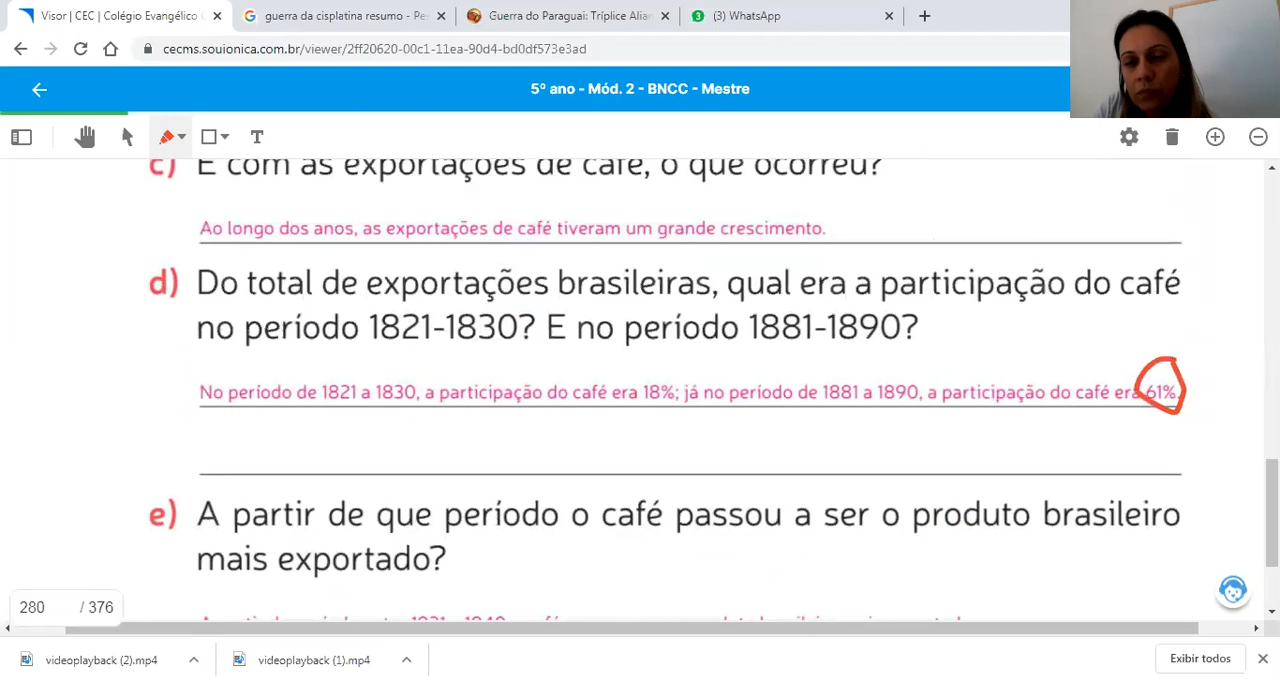 Visor | CEC | Colégio Evangélico
guerra da cisplatina resumo - Pe
Guerra do Paraguai: Tríplice Alian
(3) WhatsApp
cecms.souionica.com.br/viewer/2ff20620-00c1-11ea-90d4-bd0df573e3ad
5º ano - Mód. 2 - BNCC - Mestre
T
c) E com as exportações de café, o que ocorreu?
Ao longo dos anos, as exportações de café tiveram um grande crescimento.
d) Do total de exportações brasileiras, qual era a participação do café
no período 1821-1830? E no período 1881-1890?
No período de 1821 a 1830, a participação do café era 18%; já no período de 1881 a 1890, a participação do café era 61%.
e) A partir de que período o café passou a ser o produto brasileiro
mais exportado?
280 / 376
videoplayback (2).mp4
videoplayback (1).mp4
Exibir todos